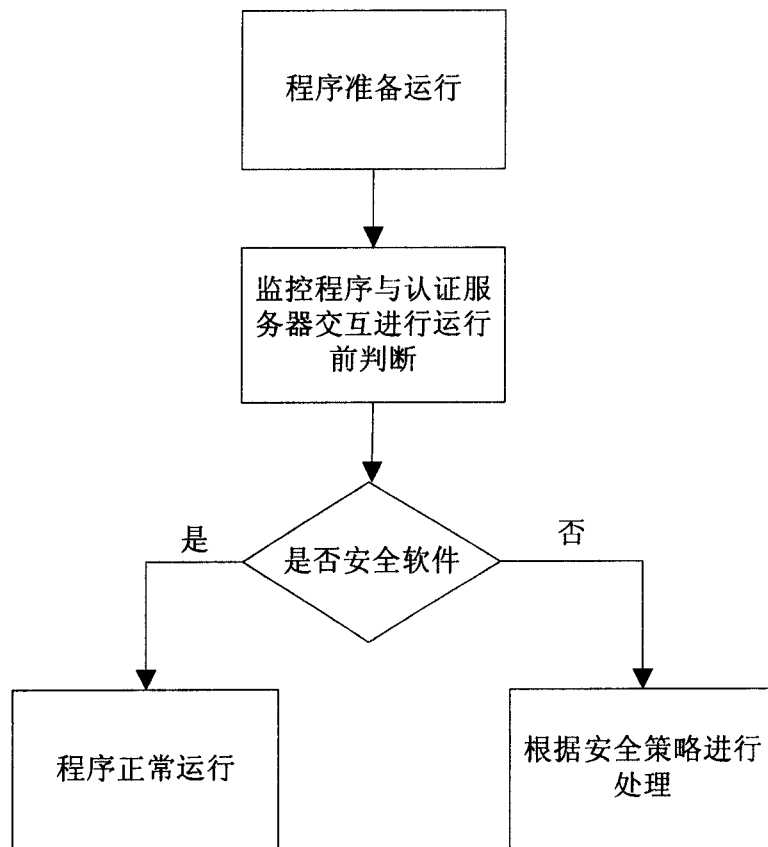 程序准备运行
监控程序与认证服
务器交互进行运行
前判断
是
否
是否安全软件
程序正常运行
根据安全策略进行
处理